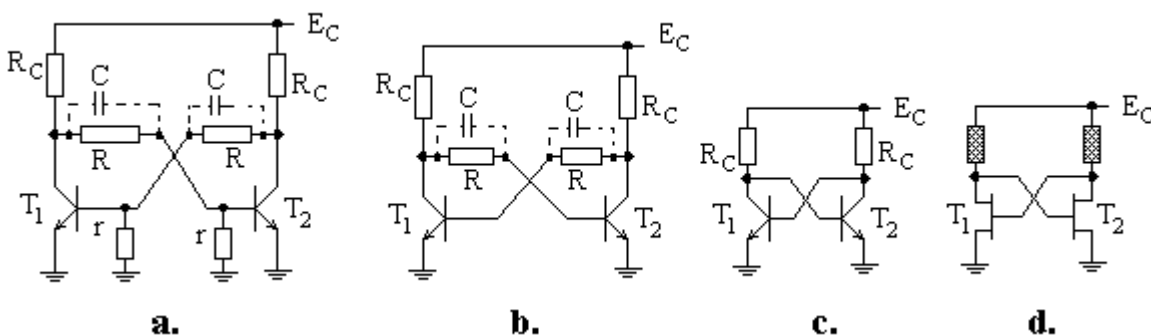 E_C
R_C C C R_C
R R
T_1 r r T_2
a.
E_C
R_C C C R_C
R R
T_1 T_2
b.
E_C
R_C R_C
T_1 T_2
c.
E_C
T_1 T_2
d.